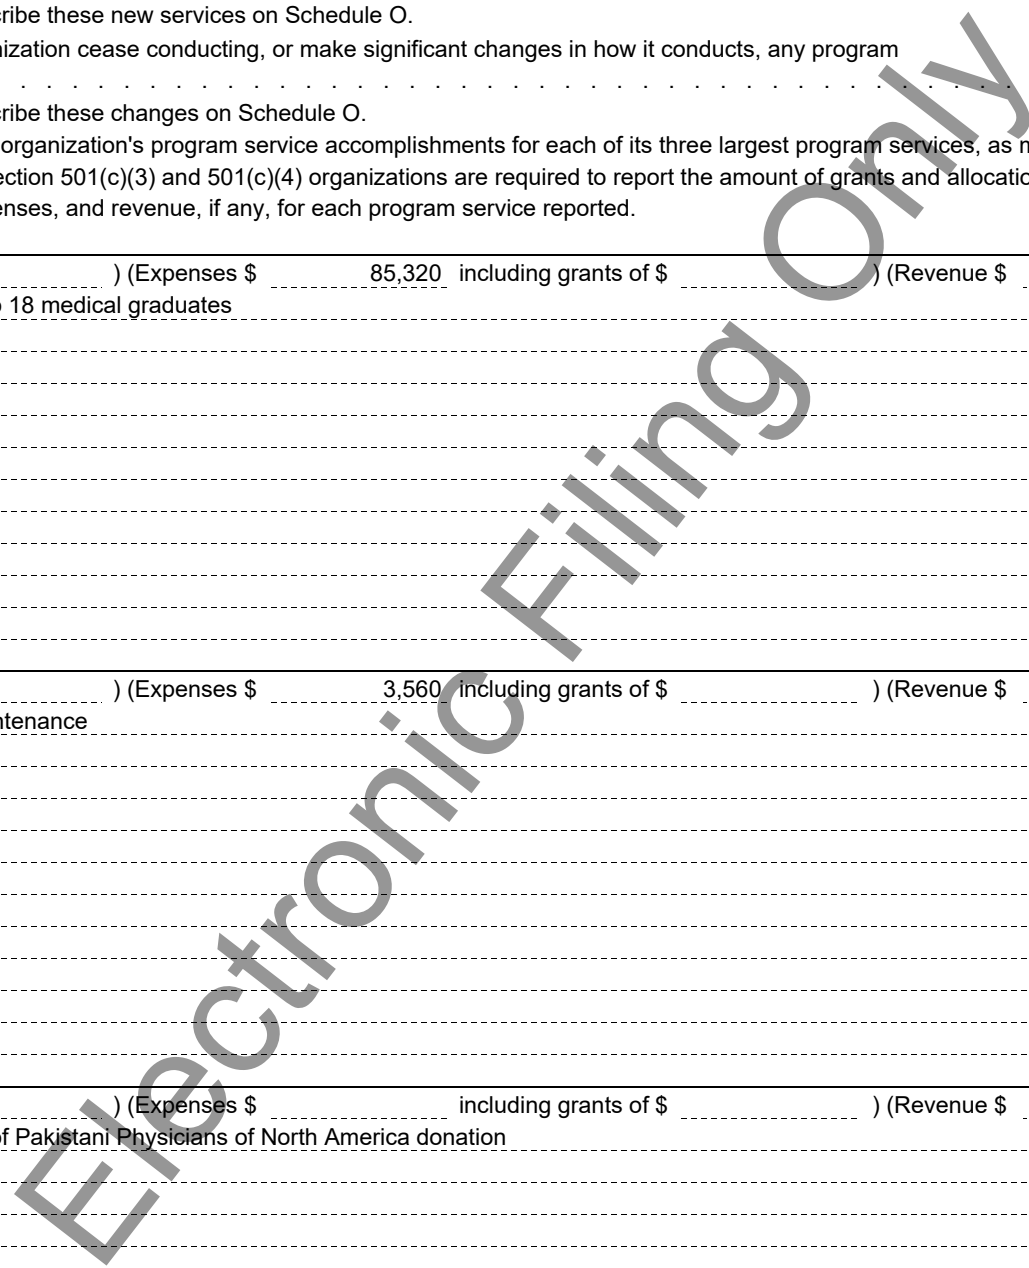 cribe these new services on Schedule O.
nization cease conducting, or make significant changes in how it conducts, any program
. . . . . . . . . . . . . . . . . . . . . . . . . . . . . . . . . . . . . . .
cribe these changes on Schedule O.
organization's program service accomplishments for each of its three largest program services, as m
ection 501(c)(3) and 501(c)(4) organizations are required to report the amount of grants and allocatio
enses, and revenue, if any, for each program service reported.
) (Expenses $ 85,320 including grants of $ ) (Revenue $
o 18 medical graduates
) (Expenses $ 3,560 including grants of $ ) (Revenue $
ntenance
) (Expenses $ including grants of $ ) (Revenue $
of Pakistani Physicians of North America donation
Electronic Filing Only